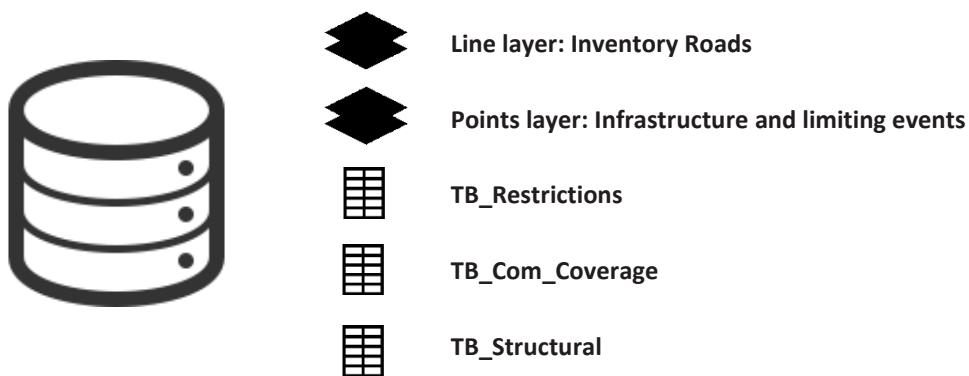 Line layer: Inventory Roads
Points layer: Infrastructure and limiting events
TB_Restrictions
TB_Com_Coverage
TB_Structural